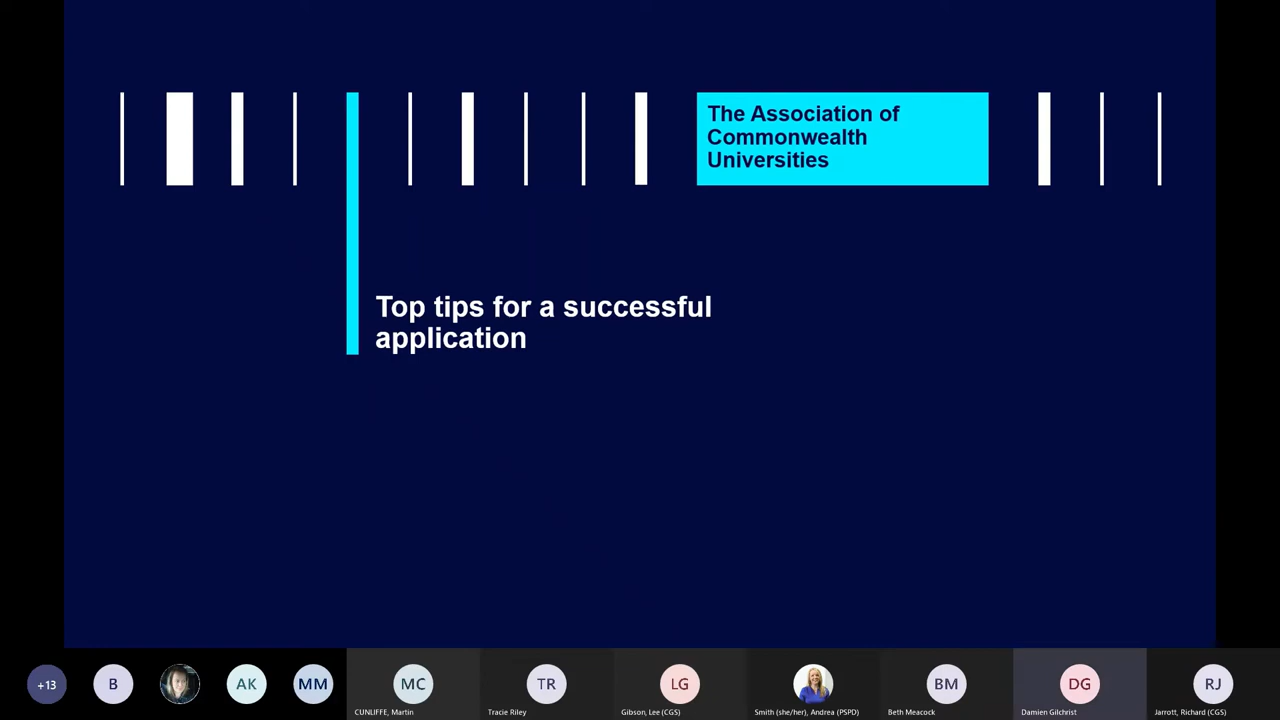 The Association of
Commonwealth
Universities
Top tips for a successful
application
+13
B
AK
MM
MC
TR
LG
BM
DG
RJ
CUNLIFFE, Martin
Tracie Riley
Gibson, Lee (CGS)
Smith (she/her), Andrea (PSPD)
Beth Meacock
Damien Gilchrist
Jarrott, Richard (CGS)